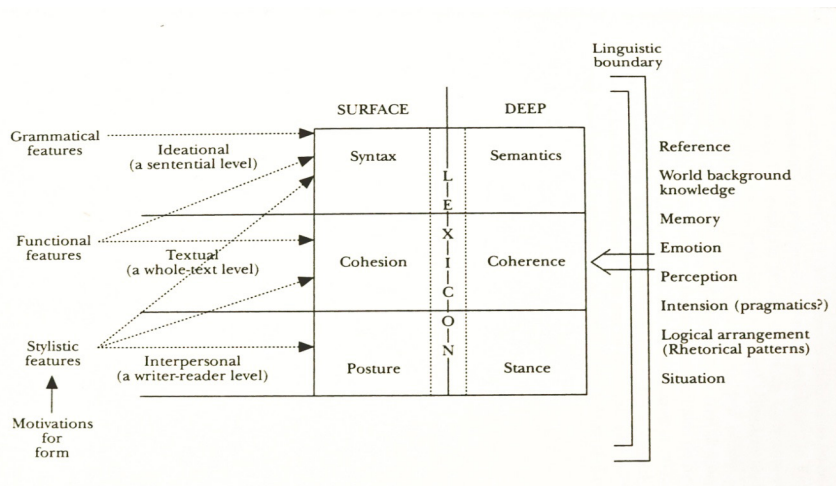 Linguistic
boundary
SURFACE
DEEP
Grammatical
features
Ideational
(a sentential level)
Syntax
Semantics
Functional
features
Textual
(a whole-text level)
Cohesion
Coherence
Stylistic
features
Interpersonal
(a writer-reader level)
Posture
Stance
Motivations
for
form
L
E
X
I
C
O
N
Reference
World background
knowledge
Memory
Emotion
Perception
Intension (pragmatics?)
Logical arrangement
(Rhetorical patterns)
Situation